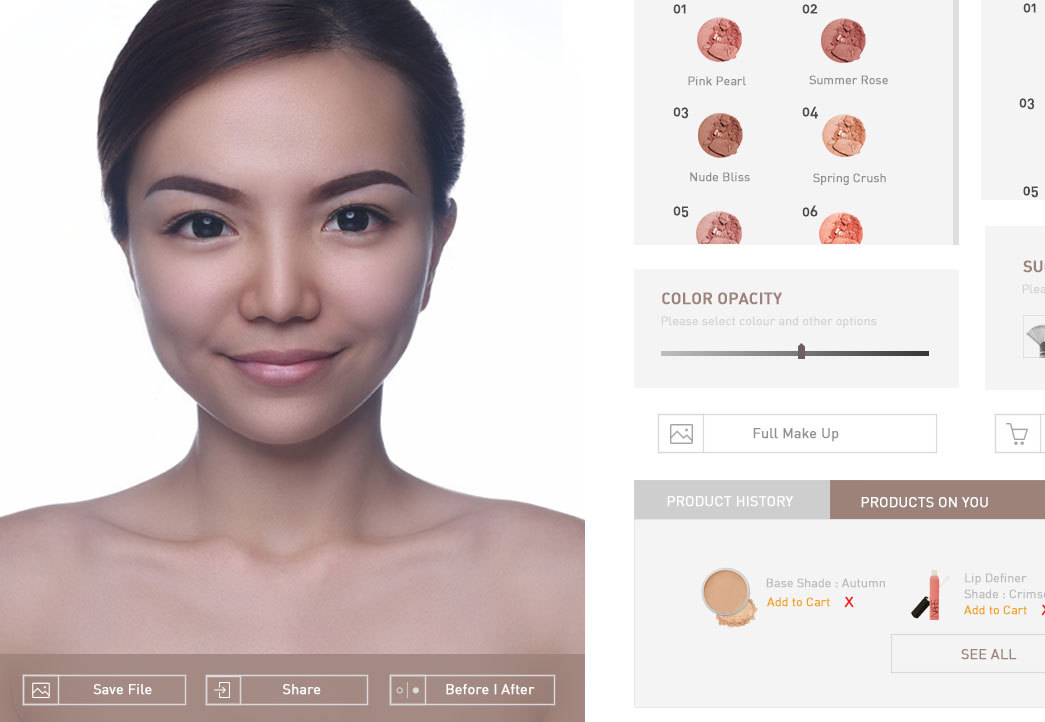 01
02
01
Pink Pearl
Summer Rose
03
04
03
Nude Bliss
Spring Crush
05
06
05
COLOR OPACITY
Please select colour and other options
SU
Plea
Full Make Up
PRODUCT HISTORY
PRODUCTS ON YOU
Base Shade : Autumn
Add to Cart X
Lip Definer
Shade : Crimso
Add to Cart X
NARS
SEE ALL
Save File
Share
Before I After